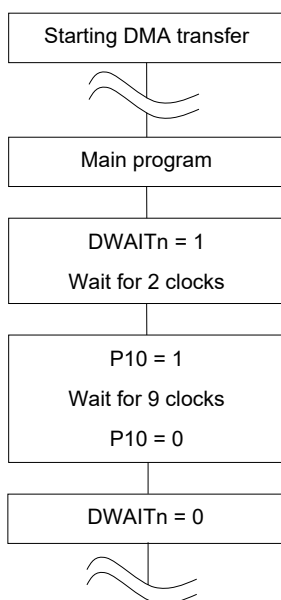 Starting DMA transfer
Main program
DWAITn = 1
Wait for 2 clocks
P10 = 1
Wait for 9 clocks
P10 = 0
DWAITn = 0